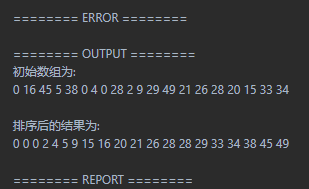 ======== ERROR ========
======== OUTPUT ========
初始数组为:
0 16 45 5 38 0 4 0 28 2 9 29 49 21 26 28 20 15 33 34
排序后的结果为:
0 0 0 2 4 5 9 15 16 20 21 26 28 28 29 33 34 38 45 49
======== REPORT ========